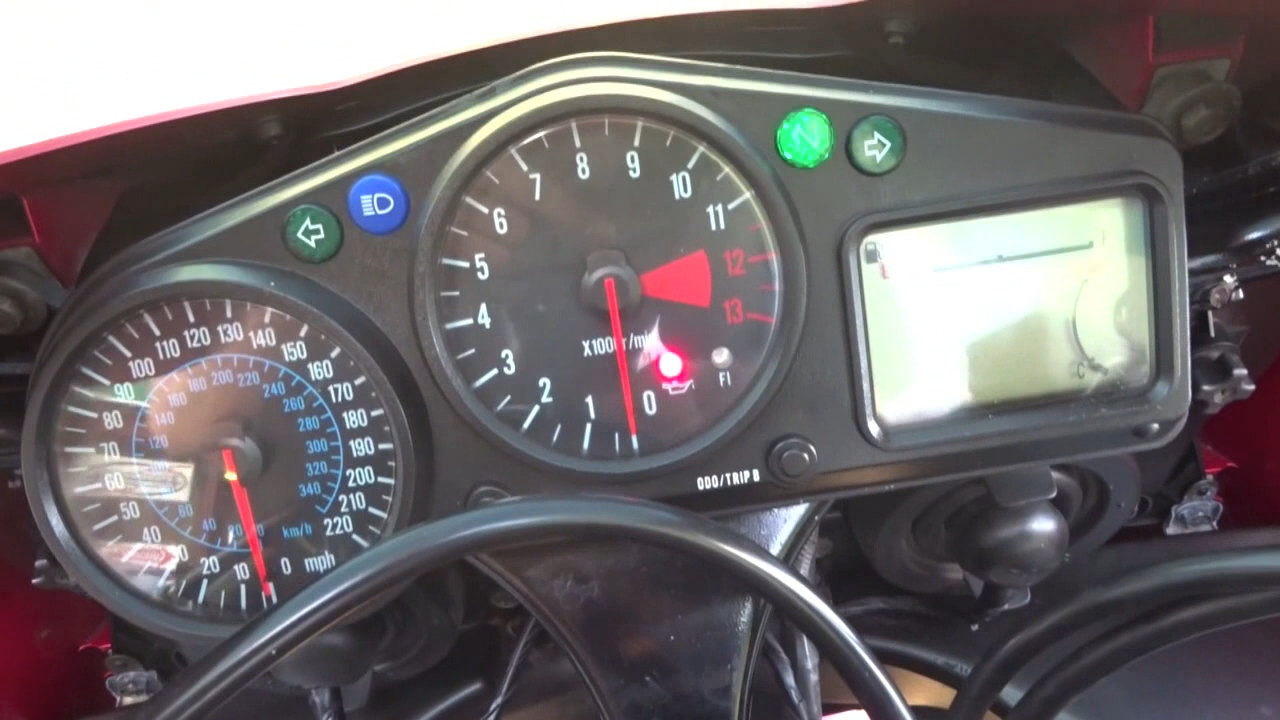 7 8 9 10
6 11
5 12
4 13
3 X1000 r/min
2 1 0 FI
ODO/TRIP B
120 130 140
110 150
100 160
90 170
80 180
70 190
60 200
50 210
40 220
20 10 0 mph
180 200 220 240
160 260
140 280
120 300
320
340
60 40 km/h
C
N